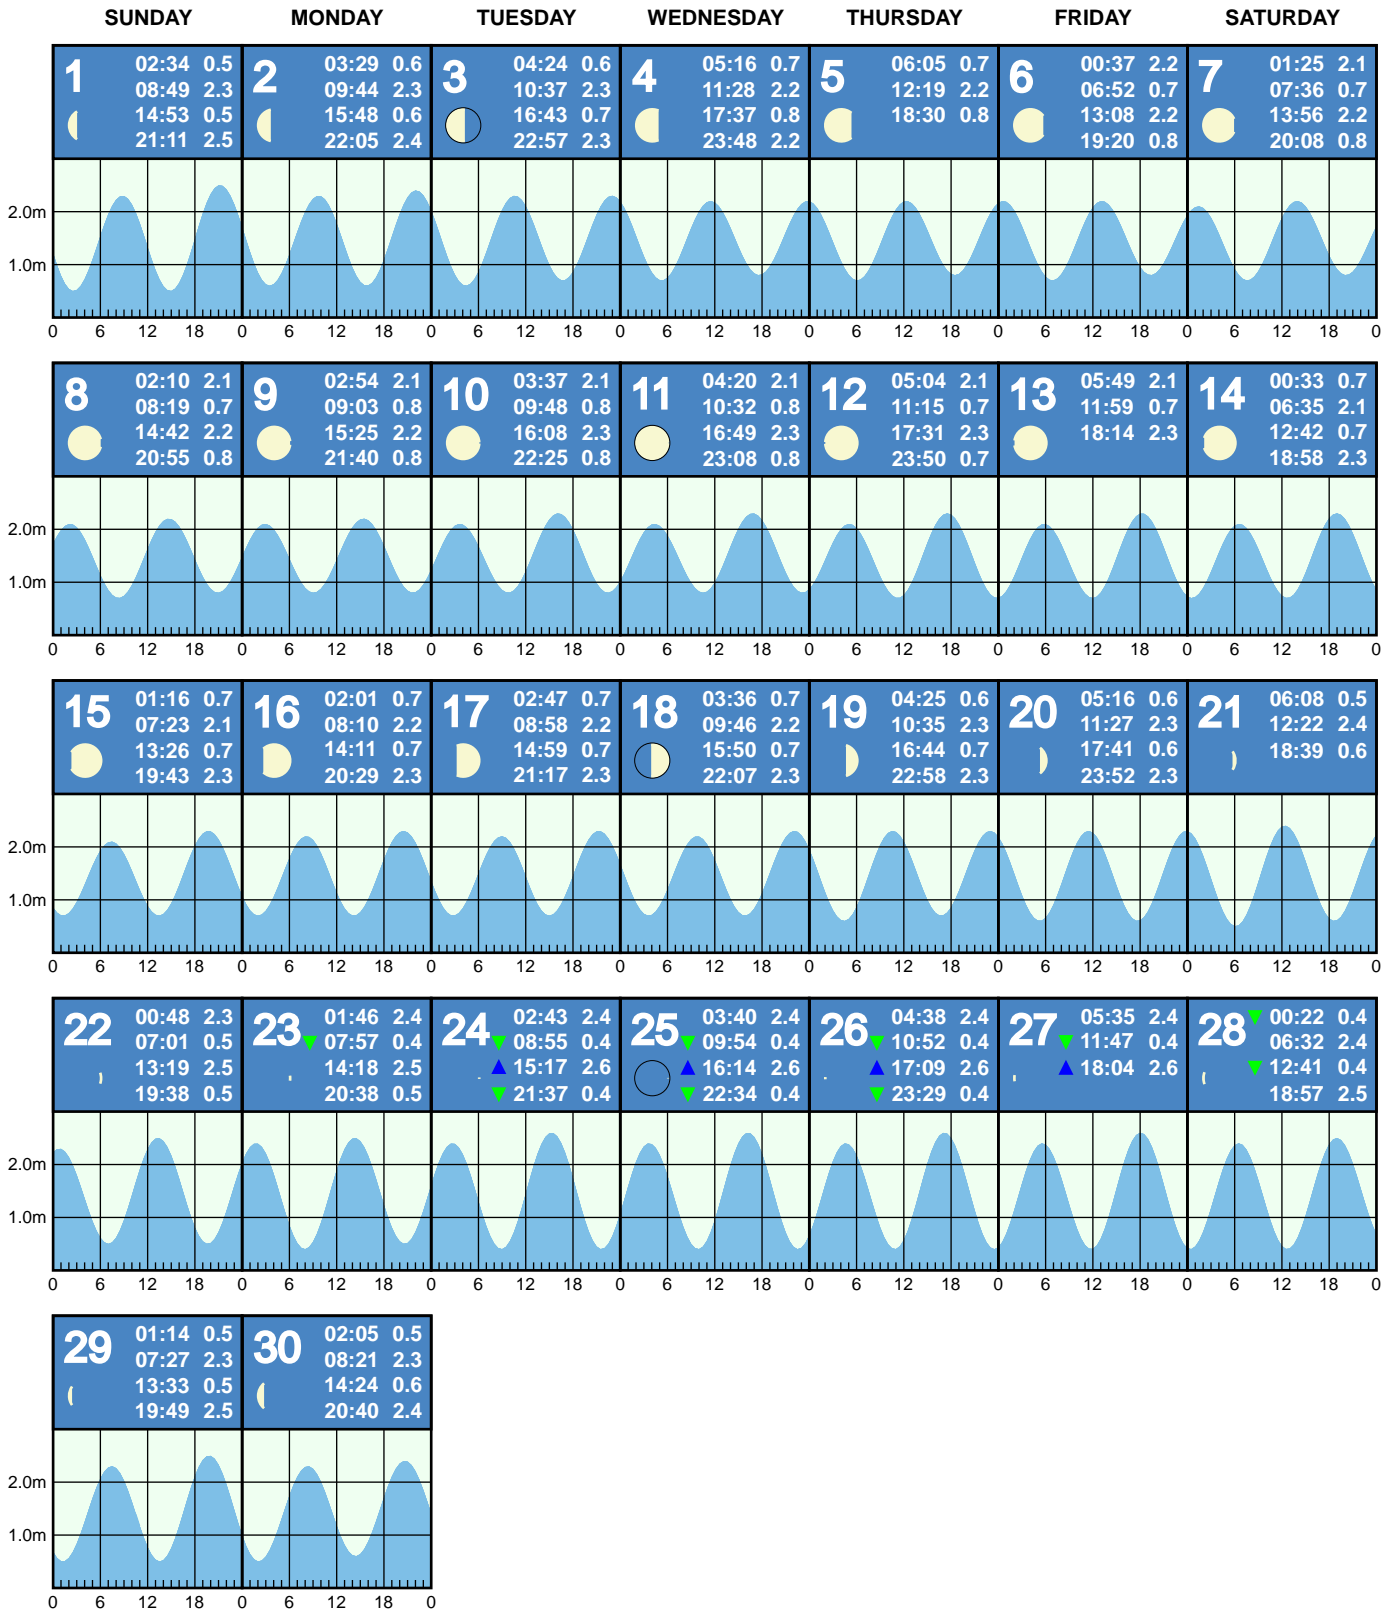 SUNDAY MONDAY TUESDAY WEDNESDAY THURSDAY FRIDAY SATURDAY
1 02:34 0.5
08:49 2.3
14:53 0.5
21:11 2.5
2 03:29 0.6
09:44 2.3
15:48 0.6
22:05 2.4
3 04:24 0.6
10:37 2.3
16:43 0.7
22:57 2.3
4 05:16 0.7
11:28 2.2
17:37 0.8
23:48 2.2
5 06:05 0.7
12:19 2.2
18:30 0.8
6 00:37 2.2
06:52 0.7
13:08 2.2
19:20 0.8
7 01:25 2.1
07:36 0.7
13:56 2.2
20:08 0.8
2.0m
1.0m
0 6 12 18 0 6 12 18 0 6 12 18 0 6 12 18 0 6 12 18 0 6 12 18 0 6 12 18 0
8 02:10 2.1
08:19 0.7
14:42 2.2
20:55 0.8
9 02:54 2.1
09:03 0.8
15:25 2.2
21:40 0.8
10 03:37 2.1
09:48 0.8
16:08 2.3
22:25 0.8
11 04:20 2.1
10:32 0.8
16:49 2.3
23:08 0.8
12 05:04 2.1
11:15 0.7
17:31 2.3
23:50 0.7
13 05:49 2.1
11:59 0.7
18:14 2.3
14 00:33 0.7
06:35 2.1
12:42 0.7
18:58 2.3
2.0m
1.0m
0 6 12 18 0 6 12 18 0 6 12 18 0 6 12 18 0 6 12 18 0 6 12 18 0 6 12 18 0
15 01:16 0.7
07:23 2.1
13:26 0.7
19:43 2.3
16 02:01 0.7
08:10 2.2
14:11 0.7
20:29 2.3
17 02:47 0.7
08:58 2.2
14:59 0.7
21:17 2.3
18 03:36 0.7
09:46 2.2
15:50 0.7
22:07 2.3
19 04:25 0.6
10:35 2.3
16:44 0.7
22:58 2.3
20 05:16 0.6
11:27 2.3
17:41 0.6
23:52 2.3
21 06:08 0.5
12:22 2.4
18:39 0.6
2.0m
1.0m
0 6 12 18 0 6 12 18 0 6 12 18 0 6 12 18 0 6 12 18 0 6 12 18 0 6 12 18 0
22 00:48 2.3
07:01 0.5
13:19 2.5
19:38 0.5
23 01:46 2.4
07:57 0.4
14:18 2.5
20:38 0.5
24 02:43 2.4
08:55 0.4
15:17 2.6
21:37 0.4
25 03:40 2.4
09:54 0.4
16:14 2.6
22:34 0.4
26 04:38 2.4
10:52 0.4
17:09 2.6
23:29 0.4
27 05:35 2.4
11:47 0.4
18:04 2.6
28 00:22 0.4
06:32 2.4
12:41 0.4
18:57 2.5
2.0m
1.0m
0 6 12 18 0 6 12 18 0 6 12 18 0 6 12 18 0 6 12 18 0 6 12 18 0 6 12 18 0
29 01:14 0.5
07:27 2.3
13:33 0.5
19:49 2.5
30 02:05 0.5
08:21 2.3
14:24 0.6
20:40 2.4
2.0m
1.0m
0 6 12 18 0 6 12 18 0